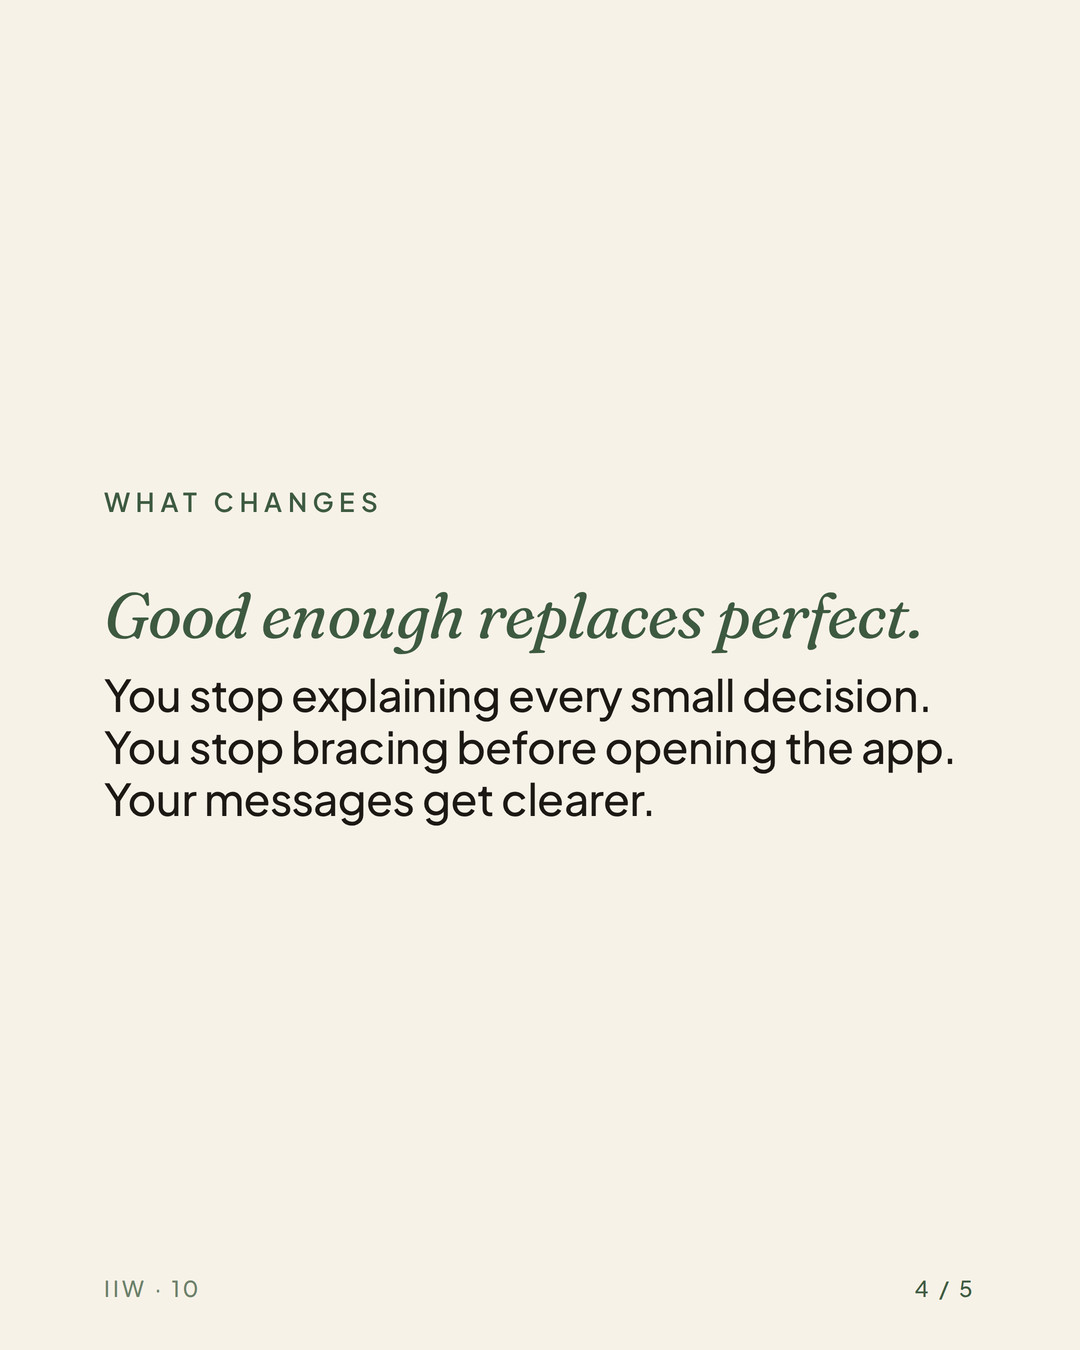 WHAT CHANGES
Good enough replaces perfect.
You stop explaining every small decision.
You stop bracing before opening the app.
Your messages get clearer.
IIW · 10
4 / 5